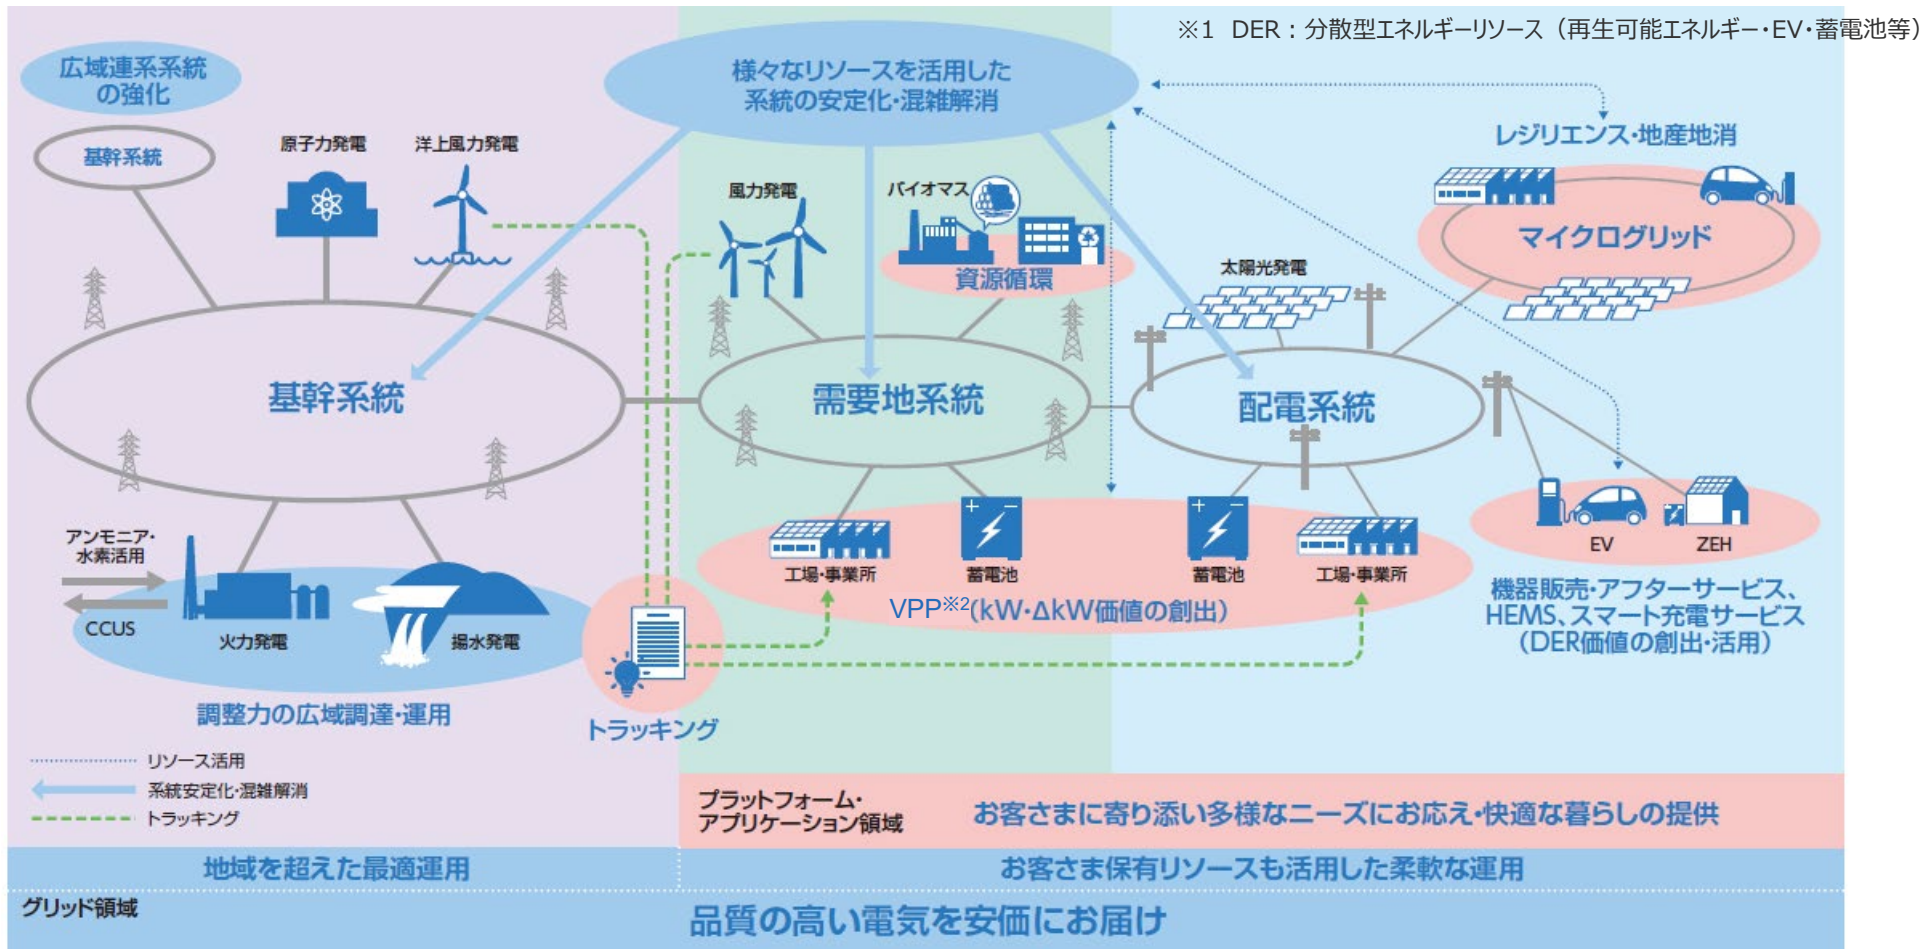 ※1 DER：分散型エネルギーリソース（再生可能エネルギー・EV・蓄電池等）
広域連系系統
の強化
様々なリソースを活用した
系統の安定化・混雑解消
基幹系統
原子力発電
洋上風力発電
風力発電
バイオマス
資源循環
太陽光発電
レジリエンス・地産地消
マイクログリッド
基幹系統
需要地系統
配電系統
アンモニア・
水素活用
CCUS
火力発電
揚水発電
調整力の広域調達・運用
トラッキング
工場・事業所
蓄電池
蓄電池
工場・事業所
VPP※2(kW・ΔkW価値の創出)
EV
ZEH
機器販売・アフターサービス、
HEMS、スマート充電サービス
(DER価値の創出・活用)
リソース活用
系統安定化・混雑解消
トラッキング
プラットフォーム・
アプリケーション領域
お客さまに寄り添い多様なニーズにお応え・快適な暮らしの提供
地域を超えた最適運用
お客さま保有リソースも活用した柔軟な運用
グリッド領域
品質の高い電気を安価にお届け